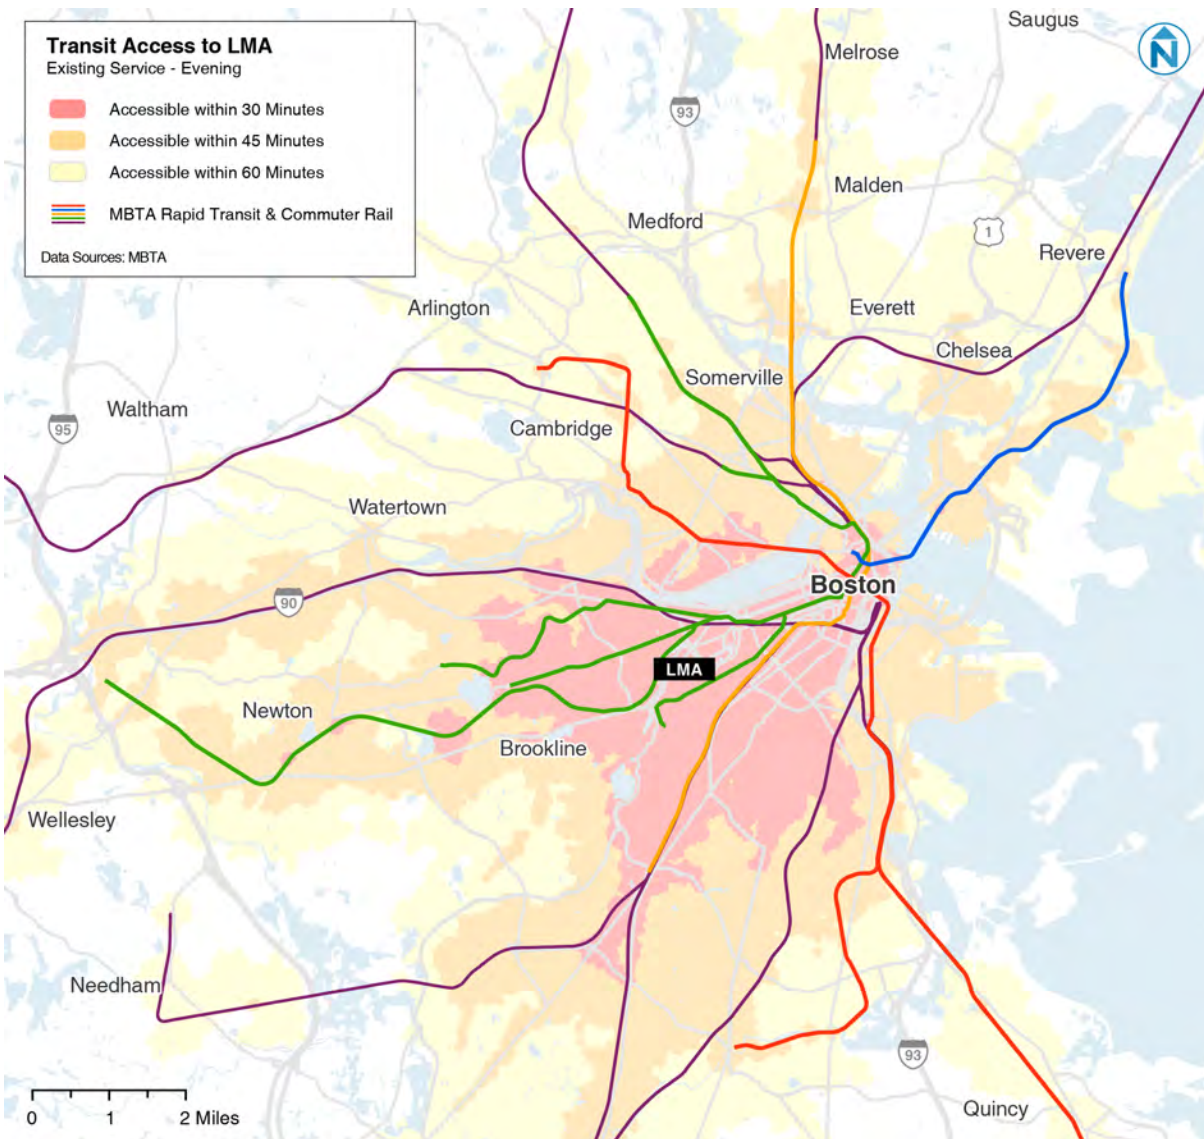 Transit Access to LMA
Existing Service - Evening
Accessible within 30 Minutes
Accessible within 45 Minutes
Accessible within 60 Minutes
MBTA Rapid Transit & Commuter Rail
Data Sources: MBTA
Saugus
N
Melrose
93
Malden
Medford
1
Revere
Arlington
Everett
Chelsea
Somerville
Waltham
95
Cambridge
Watertown
Boston
90
LMA
Newton
Brookline
Wellesley
Needham
93
Quincy
0 1 2 Miles